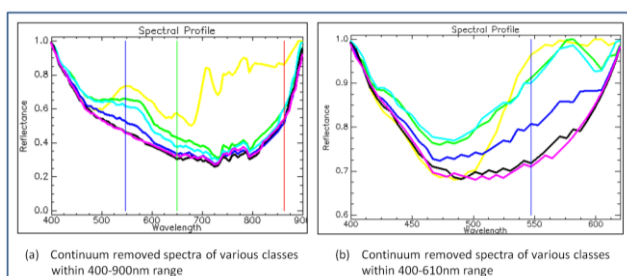 Spectral Profile
1.0
0.8
0.6
0.4
0.2
0.0
Reflectance
400 500 600 700 800 900
Wavelength
(a) Continuum removed spectra of various classes
within 400-900nm range
Spectral Profile
1.0
0.9
0.8
0.7
0.6
Reflectance
400 450 500 550 600
Wavelength
(b) Continuum removed spectra of various classes
within 400-610nm range